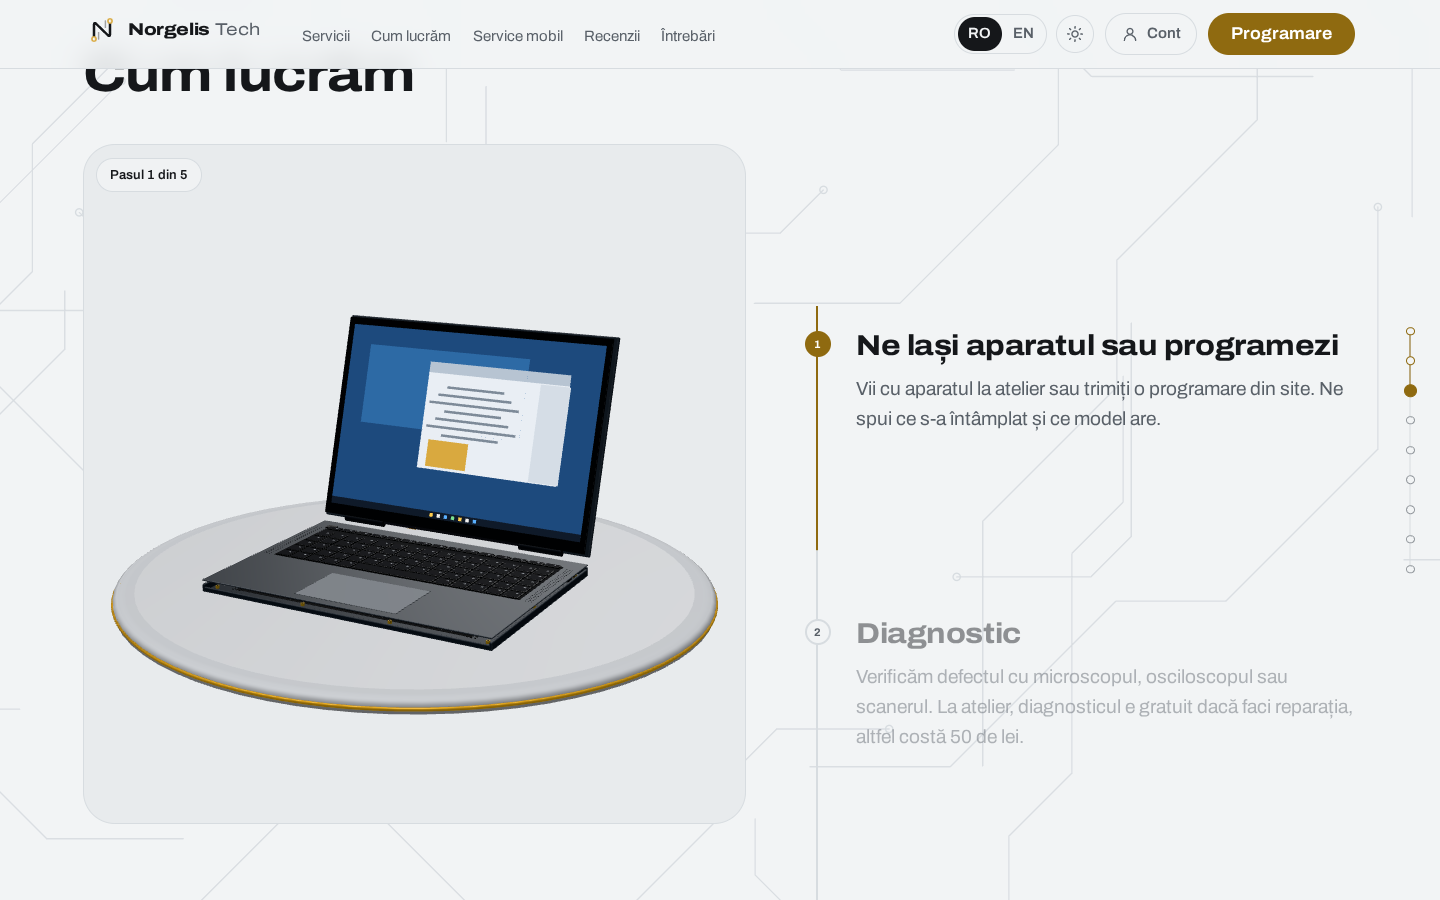 Norgelis Tech
Servicii
Cum lucrăm
Service mobil
Recenzii
Întrebări
RO
EN
Cont
Programare
Cum lucrăm
Pasul 1 din 5
1
Ne lași aparatul sau programezi
Vii cu aparatul la atelier sau trimiți o programare din site. Ne
spui ce s-a întâmplat și ce model are.
2
Diagnostic
Verificăm defectul cu microscopul, osciloscopul sau
scanerul. La atelier, diagnosticul e gratuit dacă faci reparația,
altfel costă 50 de lei.